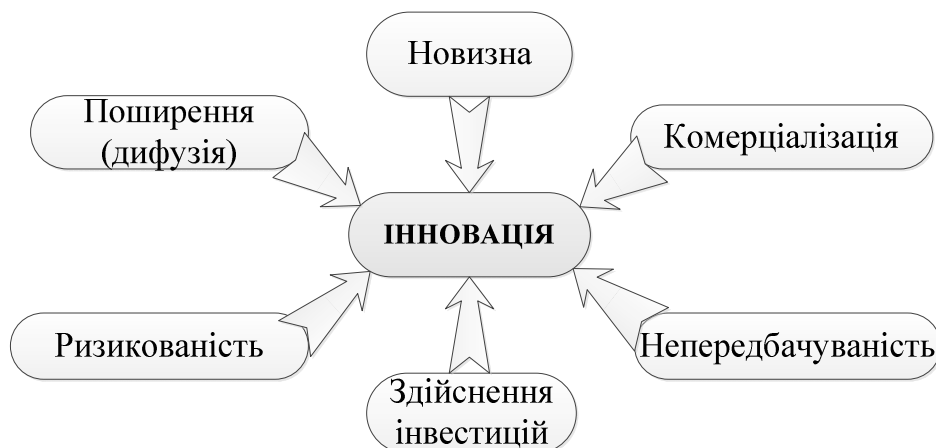 Новизна
Поширення
(дифузія)
Комерціалізація
ІННОВАЦІЯ
Ризикованість
Непередбачуваність
Здійснення
інвестицій